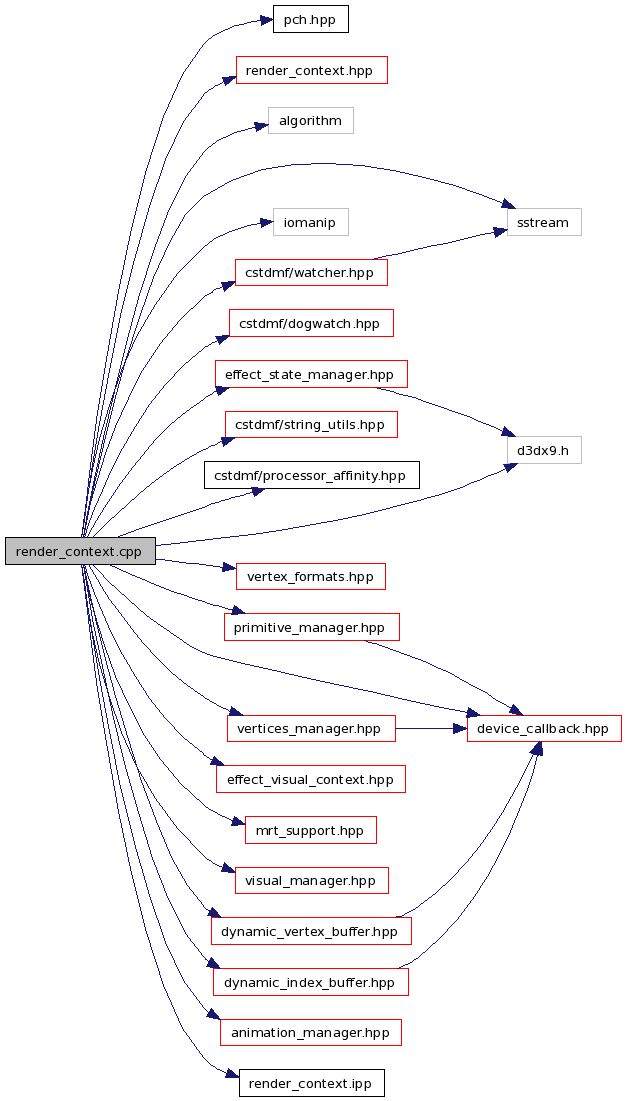 pch.hpp
render_context.hpp
algorithm
iomanip
sstream
cstdmf/watcher.hpp
cstdmf/dogwatch.hpp
effect_state_manager.hpp
cstdmf/string_utils.hpp
d3dx9.h
cstdmf/processor_affinity.hpp
render_context.cpp
vertex_formats.hpp
primitive_manager.hpp
vertices_manager.hpp
device_callback.hpp
effect_visual_context.hpp
mrt_support.hpp
visual_manager.hpp
dynamic_vertex_buffer.hpp
dynamic_index_buffer.hpp
animation_manager.hpp
render_context.ipp